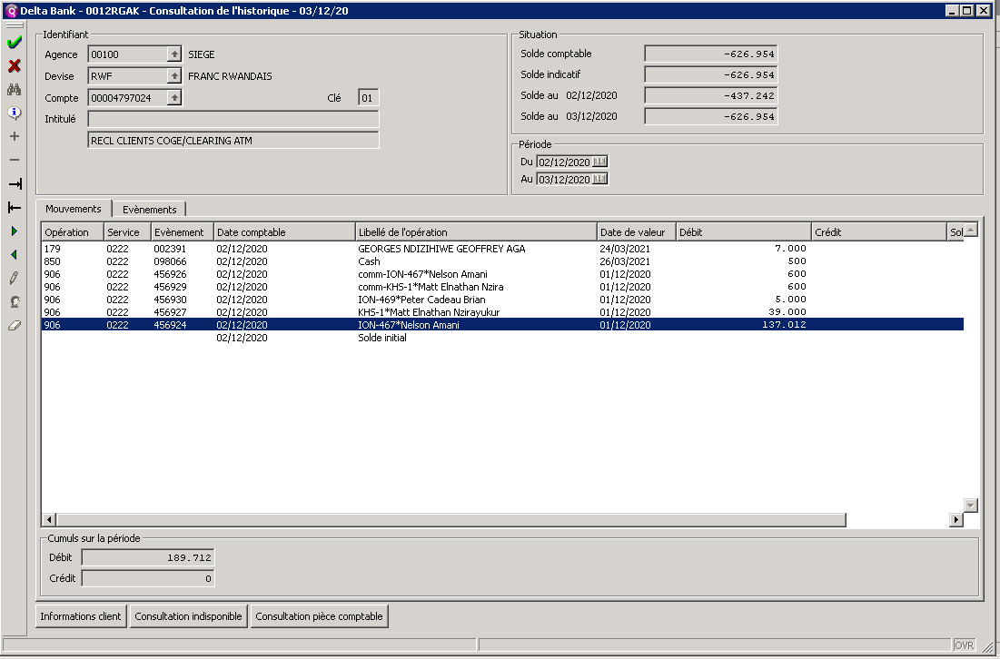 Delta Bank - 0012RGAK - Consultation de l'historique - 03/12/20
Identifiant
Agence 00100 SIEGE
Devise RWF FRANC RWANDAIS
Compte 00004797024 Clé 01
Intitulé
RECL CLIENTS COGE/CLEARING ATM
Situation
Solde comptable -626.954
Solde indicatif -626.954
Solde au 02/12/2020 -437.242
Solde au 03/12/2020 -626.954
Période
Du 02/12/2020
Au 03/12/2020
Mouvements Evènements
Opération Service Evènement Date comptable Libellé de l'opération Date de valeur Débit Crédit Sol
179 0222 002391 02/12/2020 GEORGES NDIZIHIWE GEOFFREY AGA 24/03/2021 7.000
850 0222 098066 02/12/2020 Cash 26/03/2021 500
906 0222 456926 02/12/2020 comm-ION-467*Nelson Amani 01/12/2020 600
906 0222 456929 02/12/2020 comm-KHS-1*Matt Elnathan Nzira 01/12/2020 600
906 0222 456930 02/12/2020 ION-469*Peter Cadeau Brian 01/12/2020 5.000
906 0222 456927 02/12/2020 KHS-1*Matt Elnathan Nzirayukur 01/12/2020 39.000
906 0222 456924 02/12/2020 ION-467*Nelson Amani 01/12/2020 137.012
02/12/2020 Solde initial
Cumuls sur la période
Débit 189.712
Crédit 0
Informations client Consultation indisponible Consultation pièce comptable
OVR